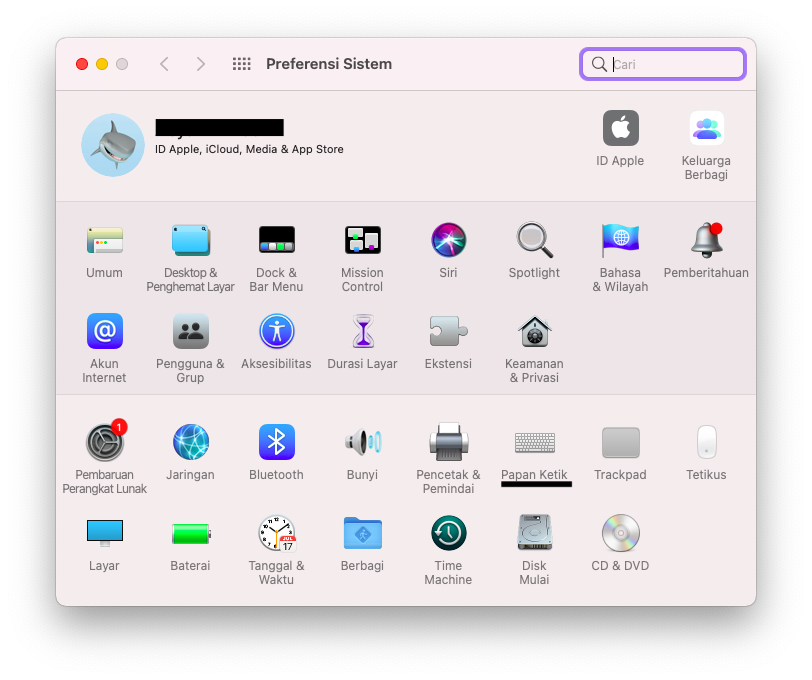 Preferensi Sistem
Cari
ID Apple, iCloud, Media & App Store
ID Apple
Keluarga
Berbagi
Umum
Desktop &
Penghemat Layar
Dock &
Bar Menu
Mission
Control
Siri
Spotlight
Bahasa
& Wilayah
Pemberitahuan
Akun
Internet
Pengguna &
Grup
Aksesibilitas
Durasi Layar
Ekstensi
Keamanan
& Privasi
1
Pembaruan
Perangkat Lunak
Jaringan
Bluetooth
Bunyi
Pencetak &
Pemindai
Papan Ketik
Trackpad
Tetikus
Layar
Baterai
JUL
17
Tanggal &
Waktu
Berbagi
Time
Machine
Disk
Mulai
CD & DVD